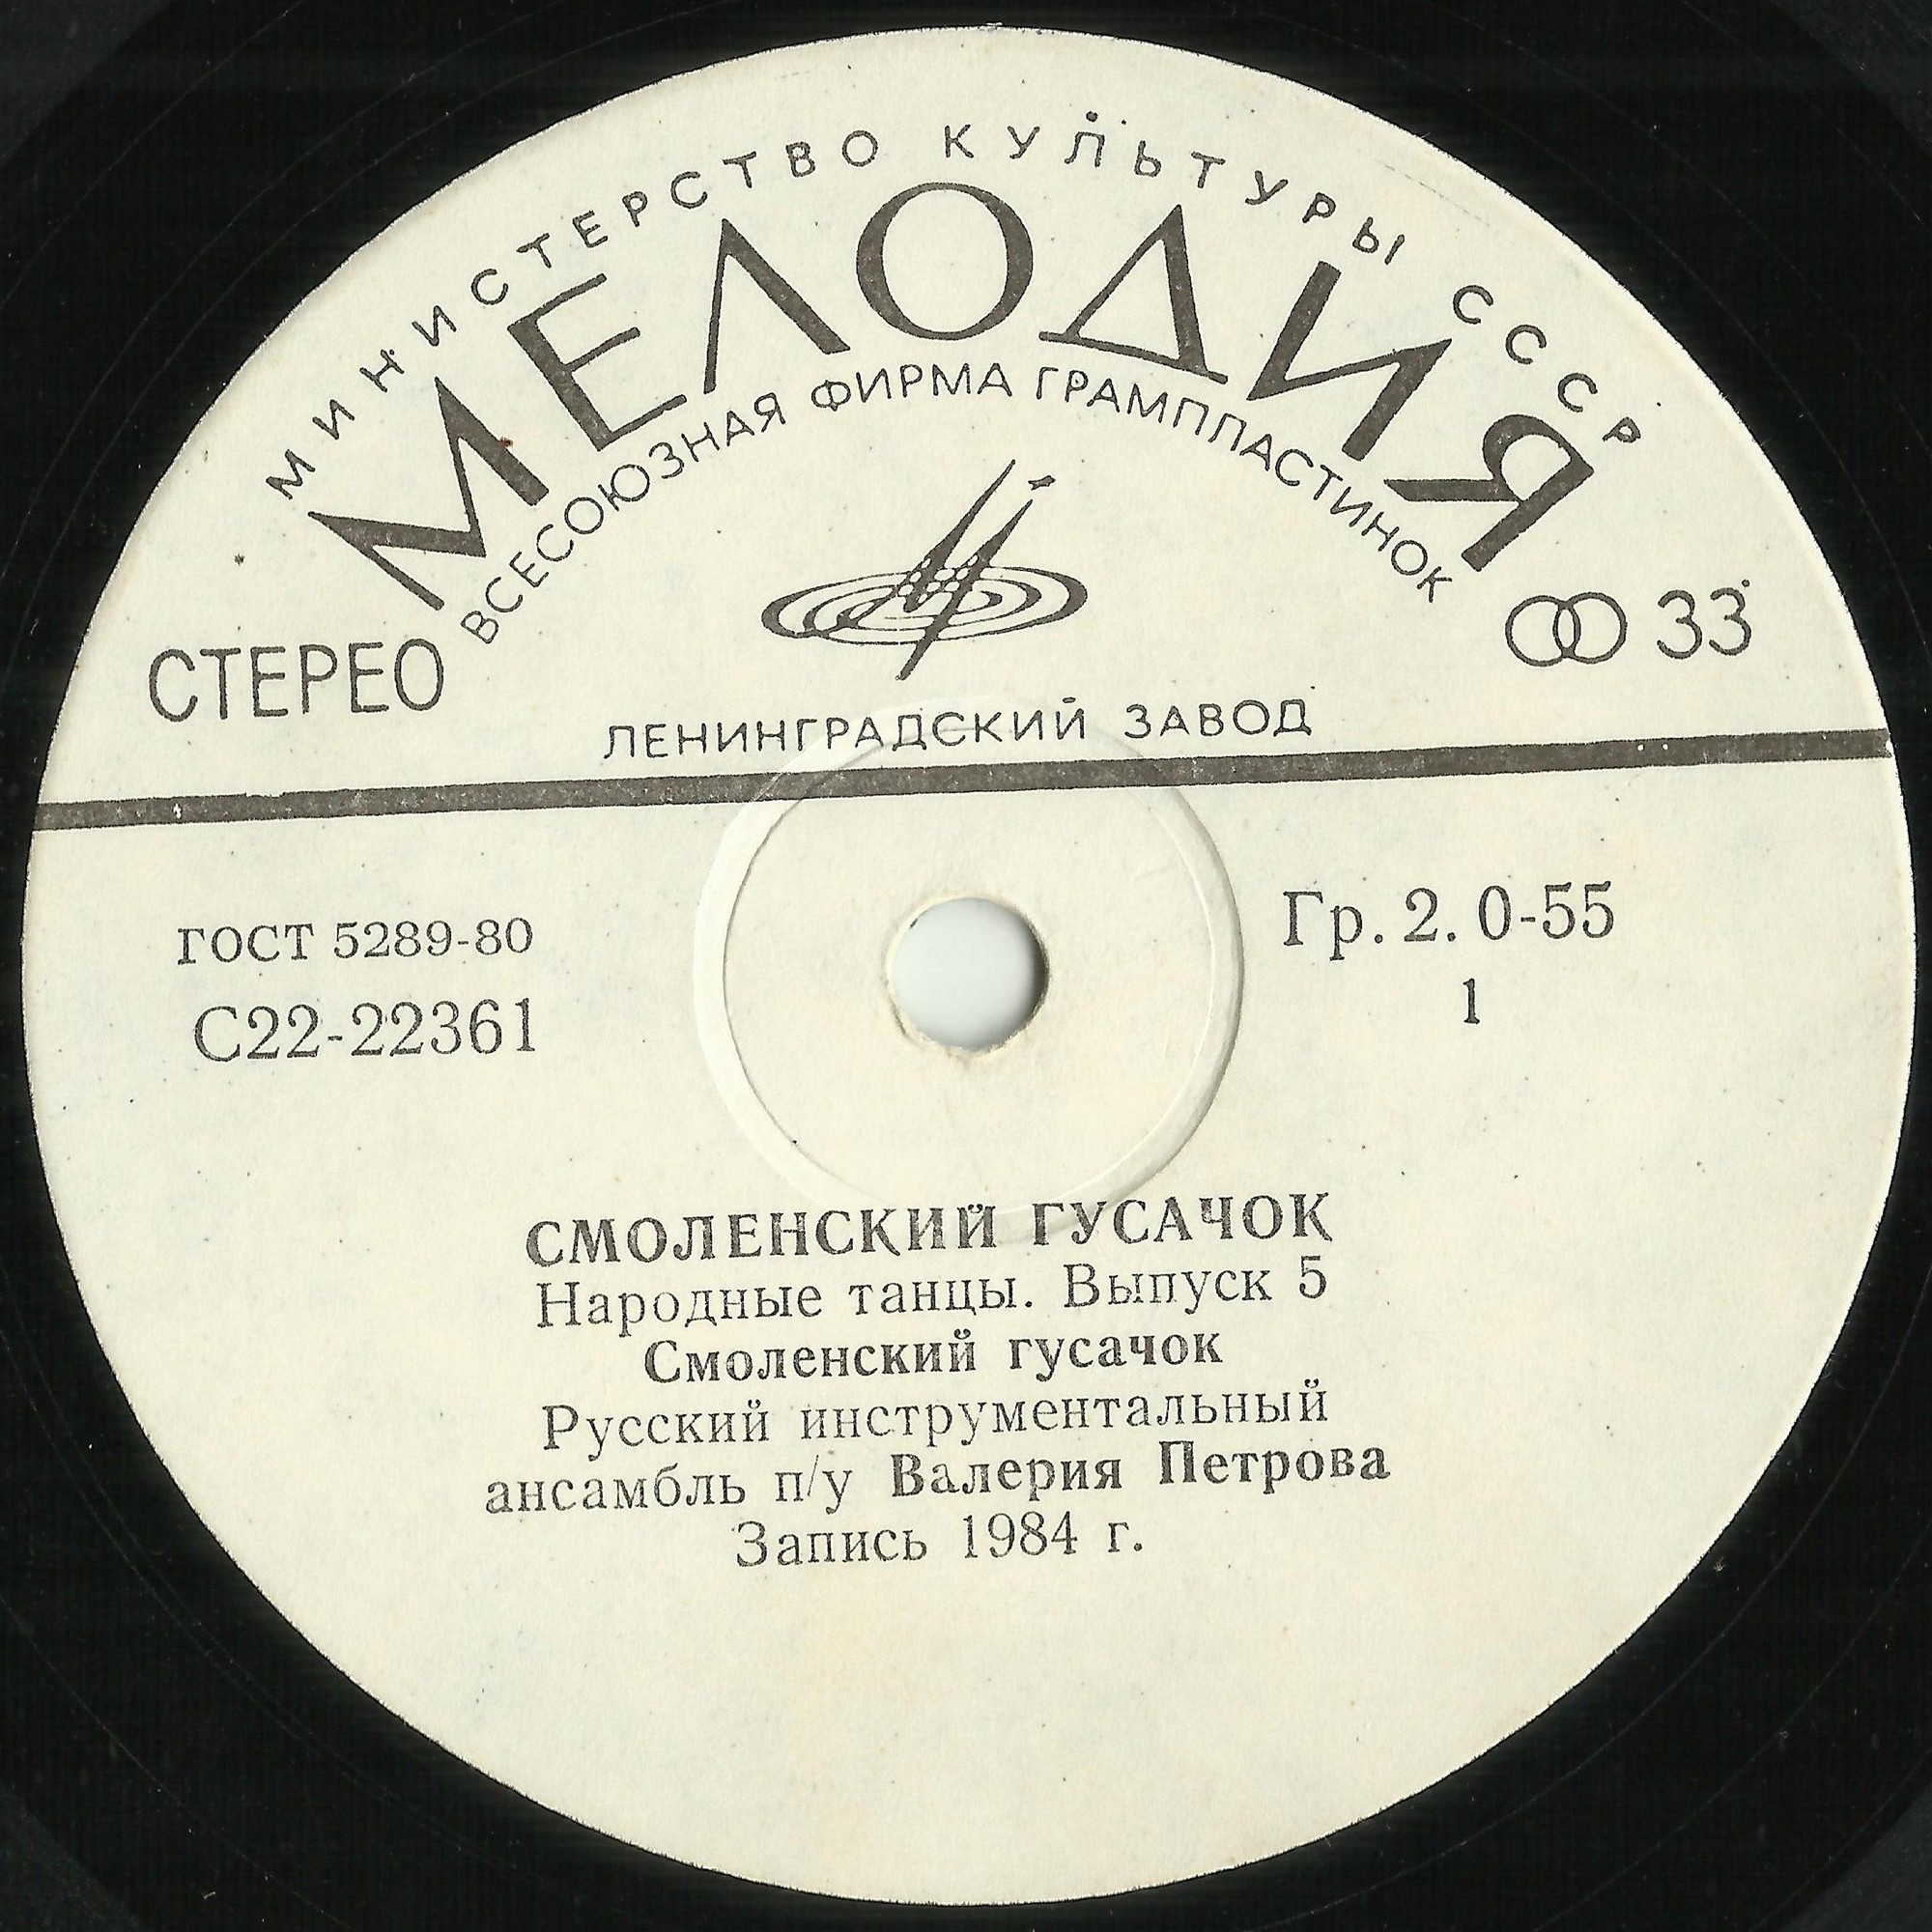 МИНИСТЕРСТВО КУЛЬТУРЫ СССР
МЕЛОДИЯ
ВСЕСОЮЗНАЯ ФИРМА ГРАМПЛАСТИНОК
СТЕРЕО
33
ЛЕНИНГРАДСКИЙ ЗАВОД
ГОСТ 5289-80
Гр. 2. 0-55
С22-22361
1
СМОЛЕНСКИЙ ГУСАЧОК
Народные танцы. Выпуск 5
Смоленский гусачок
Русский инструментальный
ансамбль п/у Валерия Петрова
Запись 1984 г.